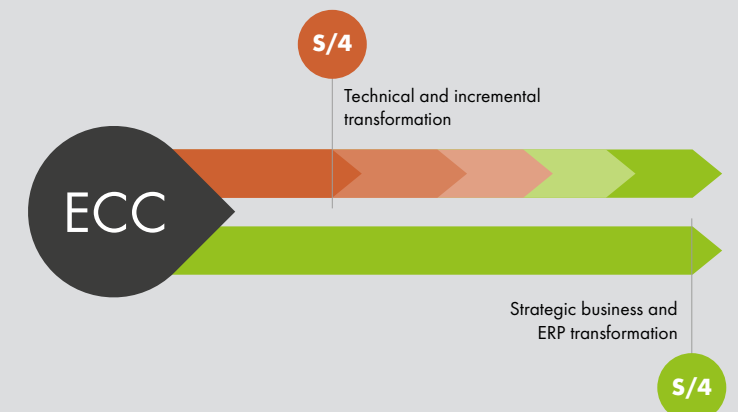 S/4
Technical and incremental
transformation
ECC
Strategic business and
ERP transformation
S/4